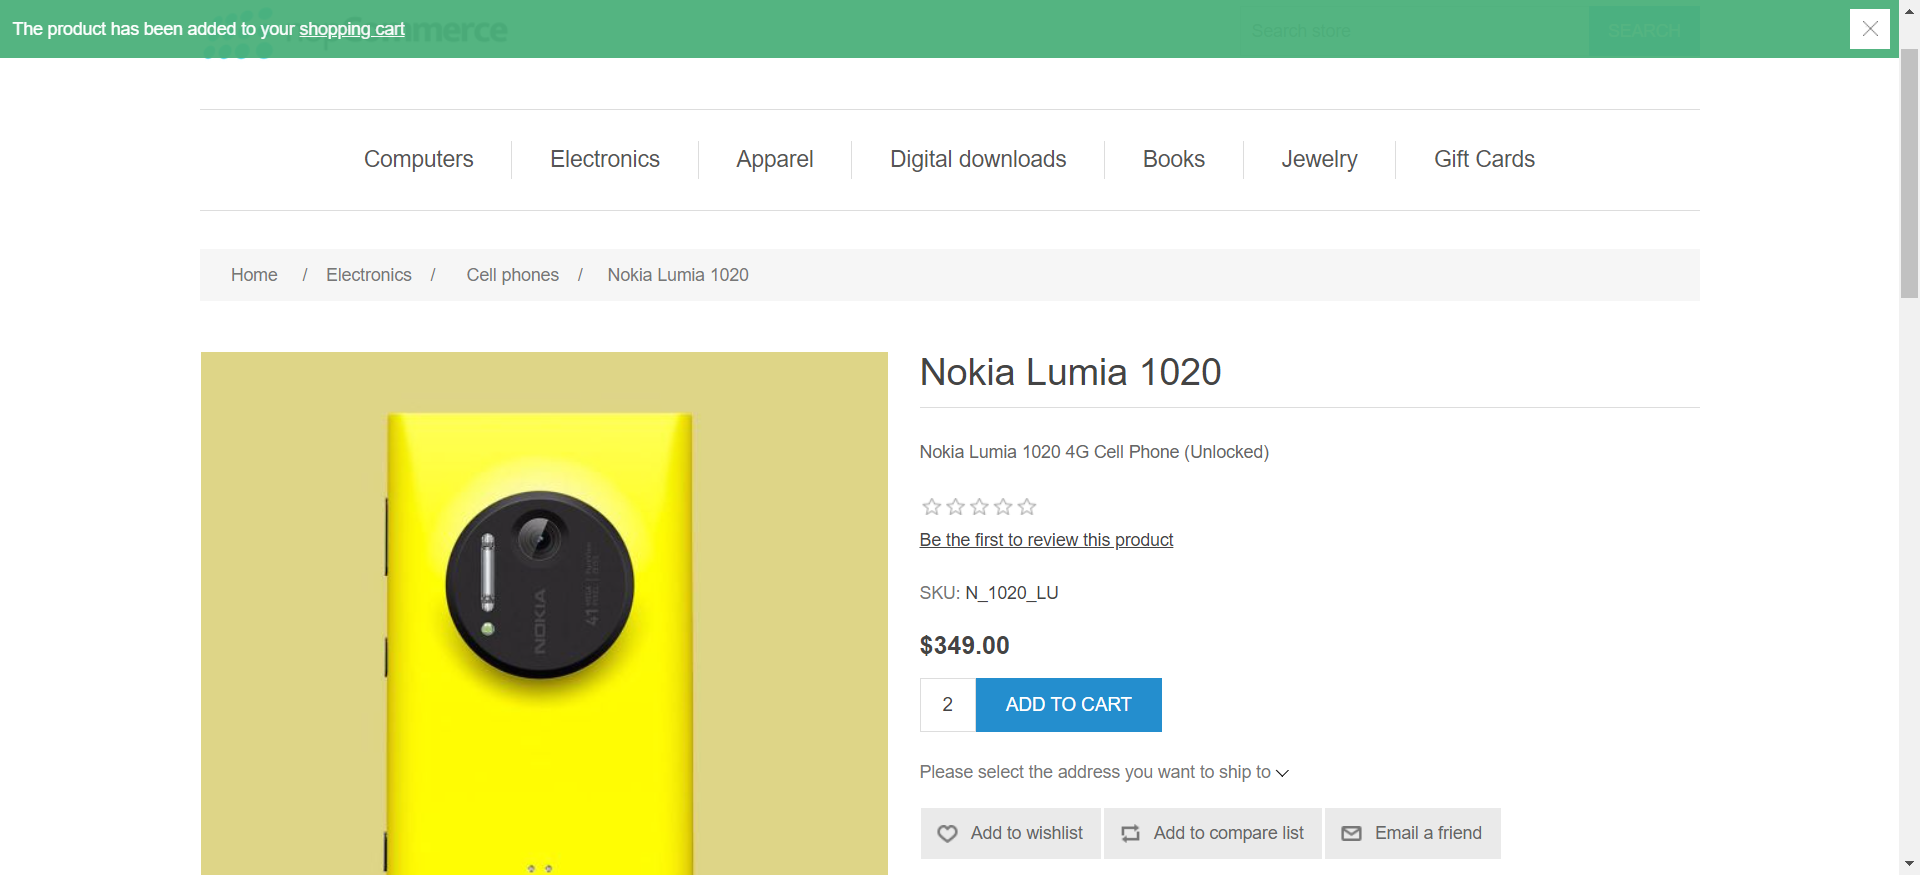 The product has been added to your shopping cart
Search store
SEARCH
Computers
Electronics
Apparel
Digital downloads
Books
Jewelry
Gift Cards
Home / Electronics / Cell phones / Nokia Lumia 1020
Nokia Lumia 1020
Nokia Lumia 1020 4G Cell Phone (Unlocked)
Be the first to review this product
SKU: N_1020_LU
$349.00
2
ADD TO CART
Please select the address you want to ship to
Add to wishlist
Add to compare list
Email a friend
NOKIA